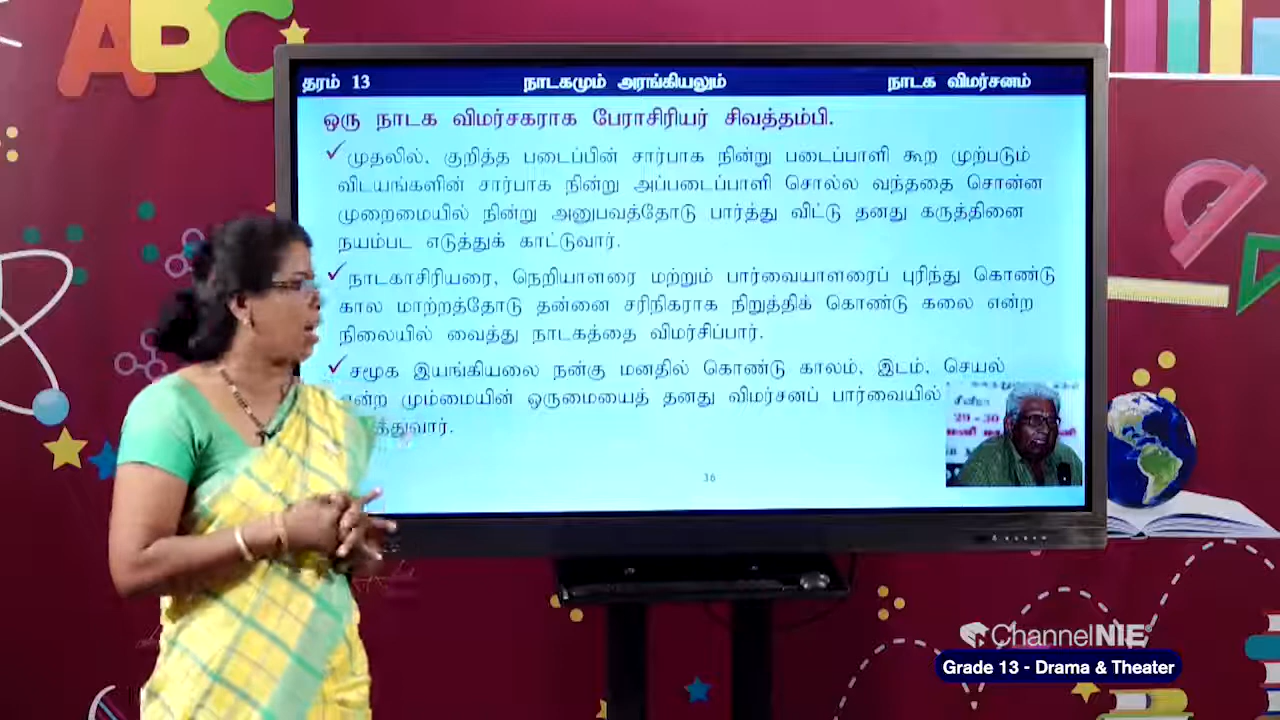 ABC
தரம் 13 நாடகமும் அரங்கியலும் நாடக விமர்சனம்
ஒரு நாடக விமர்சகராக பேராசிரியர் சிவத்தம்பி.
முதலில், குறித்த படைப்பின் சார்பாக நின்று படைப்பாளி கூற முற்படும்
விடயங்களின் சார்பாக நின்று அப்படைப்பாளி சொல்ல வந்ததை சொன்ன
முறைமையில் நின்று அனுபவத்தோடு பார்த்து விட்டு தனது கருத்தினை
நயம்பட எடுத்துக் காட்டுவார்.
நாடகாசிரியரை, நெறியாளரை மற்றும் பார்வையாளரைப் புரிந்து கொண்டு
கால மாற்றத்தோடு தன்னை சரிநிகராக நிறுத்திக் கொண்டு கலை என்ற
நிலையில் வைத்து நாடகத்தை விமர்சிப்பார்.
சமூக இயங்கியலை நன்கு மனதில் கொண்டு காலம், இடம், செயல்
என்ற மும்மையின் ஒருமையைத் தனது விமர்சனப் பார்வையில்
சினிமா
29-30
36
ChannelNIE
Grade 13 - Drama & Theater